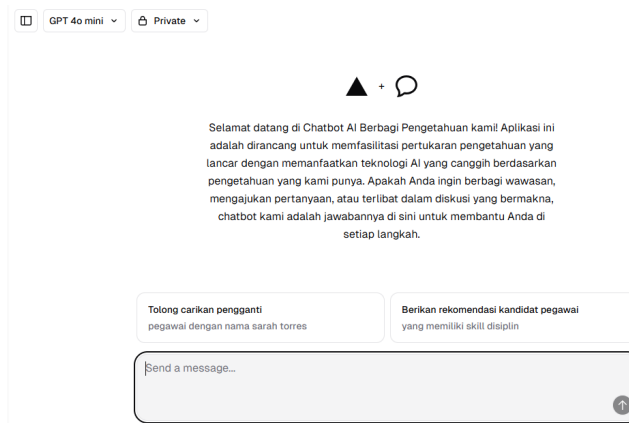 GPT 4o mini
Private
+
Selamat datang di Chatbot AI Berbagi Pengetahuan kami! Aplikasi ini
adalah dirancang untuk memfasilitasi pertukaran pengetahuan yang
lancar dengan memanfaatkan teknologi AI yang canggih berdasarkan
pengetahuan yang kami punya. Apakah Anda ingin berbagi wawasan,
mengajukan pertanyaan, atau terlibat dalam diskusi yang bermakna,
chatbot kami adalah jawabannya di sini untuk membantu Anda di
setiap langkah.
Tolong carikan pengganti
pegawai dengan nama sarah torres
Berikan rekomendasi kandidat pegawai
yang memiliki skill disiplin
Send a message...